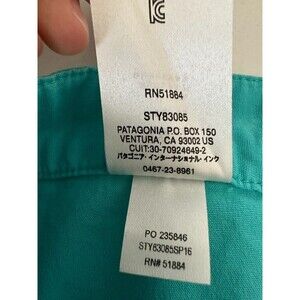 RN51884
STY83085
PATAGONIA P.O. BOX 150
VENTURA, CA 93002 US
CUIT:30-70924649-2
パタゴニア・インターナショナル・インク
0467-23-8961
PO 235846
STY83085SP16
RN# 51884